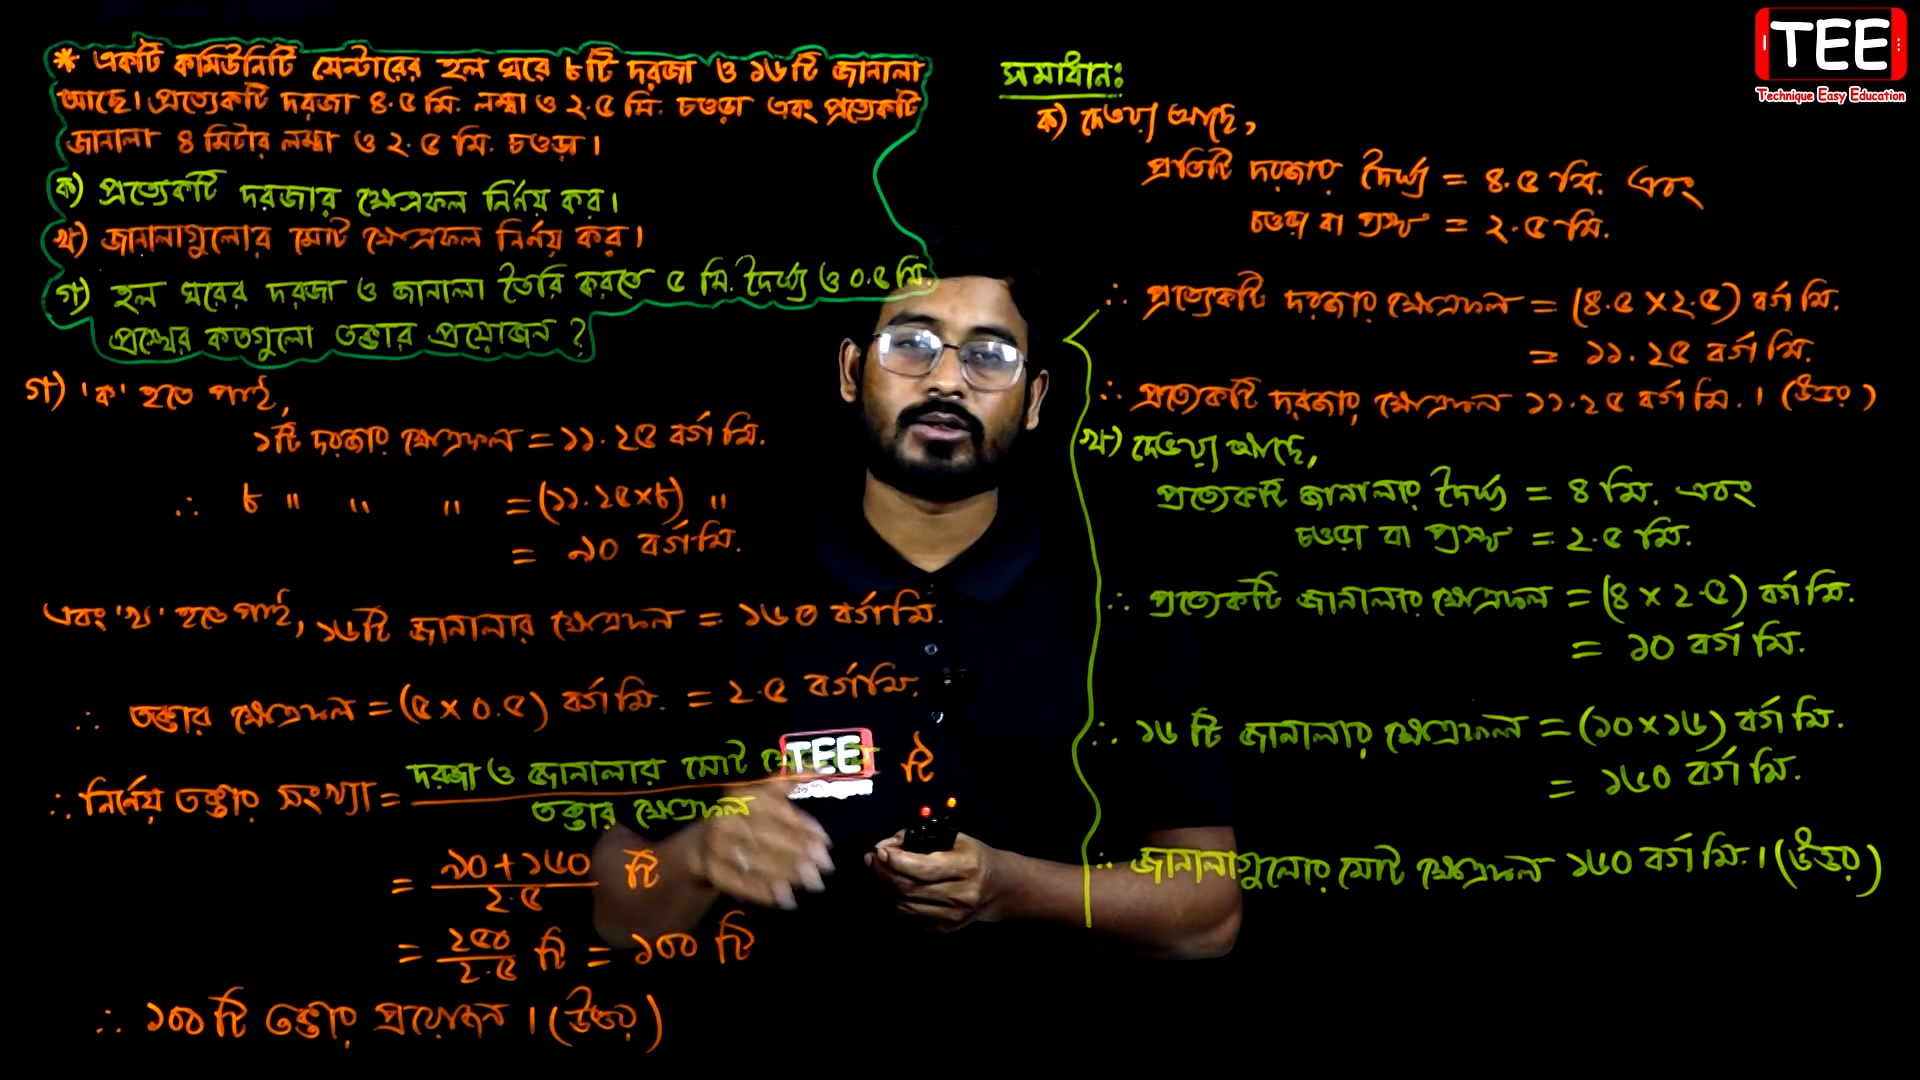 * একটি কমিউনিটি সেন্টারের হল ঘরে ৮টি দরজা ও ১৬টি জানালা
আছে। প্রত্যেকটি দরজা ৪.৫ মি. লম্বা ও ২.৫ মি. চওড়া এবং প্রত্যেকটি
জানালা ৪ মিটার লম্বা ও ২.৫ মি. চওড়া।
ক) প্রত্যেকটি দরজার ক্ষেত্রফল নির্নয় কর।
খ) জানালাগুলোর মোট ক্ষেত্রফল নির্নয় কর।
গ) হল ঘরের দরজা ও জানালা তৈরি করতে ৫ মি. দৈর্ঘ্য ও ০.৫ মি.
প্রস্থের কতগুলো তক্তার প্রয়োজন ?
গ) 'ক' হতে পাই,
১টি দরজার ক্ষেত্রফল = ১১.২৫ বর্গ মি.
∴ ৮ " " " = (১১.২৫×৮) "
= ৯০ বর্গমি.
এবং 'খ' হতে পাই, ১৬টি জানালার ক্ষেত্রফল = ১৬০ বর্গমি.
∴ তক্তার ক্ষেত্রফল = (৫ × ০.৫) বর্গ মি. = ২.৫ বর্গমি.
∴ নির্ণেয় তক্তার সংখ্যা = দরজা ও জানালার মোট টি
তক্তার ক্ষেত্রফল
= ৯০+১৬০ টি
২.৫
= ২৫০ টি = ১০০ টি
২.৫
∴ ১০০ টি তক্তার প্রয়োজন। (উত্তর)
TEE
সমাধানঃ
ক) দেওয়া আছে,
প্রতিটি দরজার দৈর্ঘ্য = ৪.৫ মি. এবং
চওড়া বা প্রস্থ = ২.৫ মি.
∴ প্রত্যেকটি দরজার ক্ষেত্রফল = (৪.৫ × ২.৫) বর্গ মি.
= ১১.২৫ বর্গ মি.
∴ প্রত্যেকটি দরজার ক্ষেত্রফল ১১.২৫ বর্গ মি.। (উত্তর)
খ) দেওয়া আছে,
প্রত্যেকটি জানালার দৈর্ঘ্য = ৪ মি. এবং
চওড়া বা প্রস্থ = ২.৫ মি.
∴ প্রত্যেকটি জানালার ক্ষেত্রফল = (৪ × ২.৫) বর্গ মি.
= ১০ বর্গ মি.
∴ ১৬ টি জানালার ক্ষেত্রফল = (১০×১৬) বর্গ মি.
= ১৬০ বর্গ মি.
∴ জানালাগুলোর মোট ক্ষেত্রফল ১৬০ বর্গ মি.। (উত্তর)
TEE
Technique Easy Education